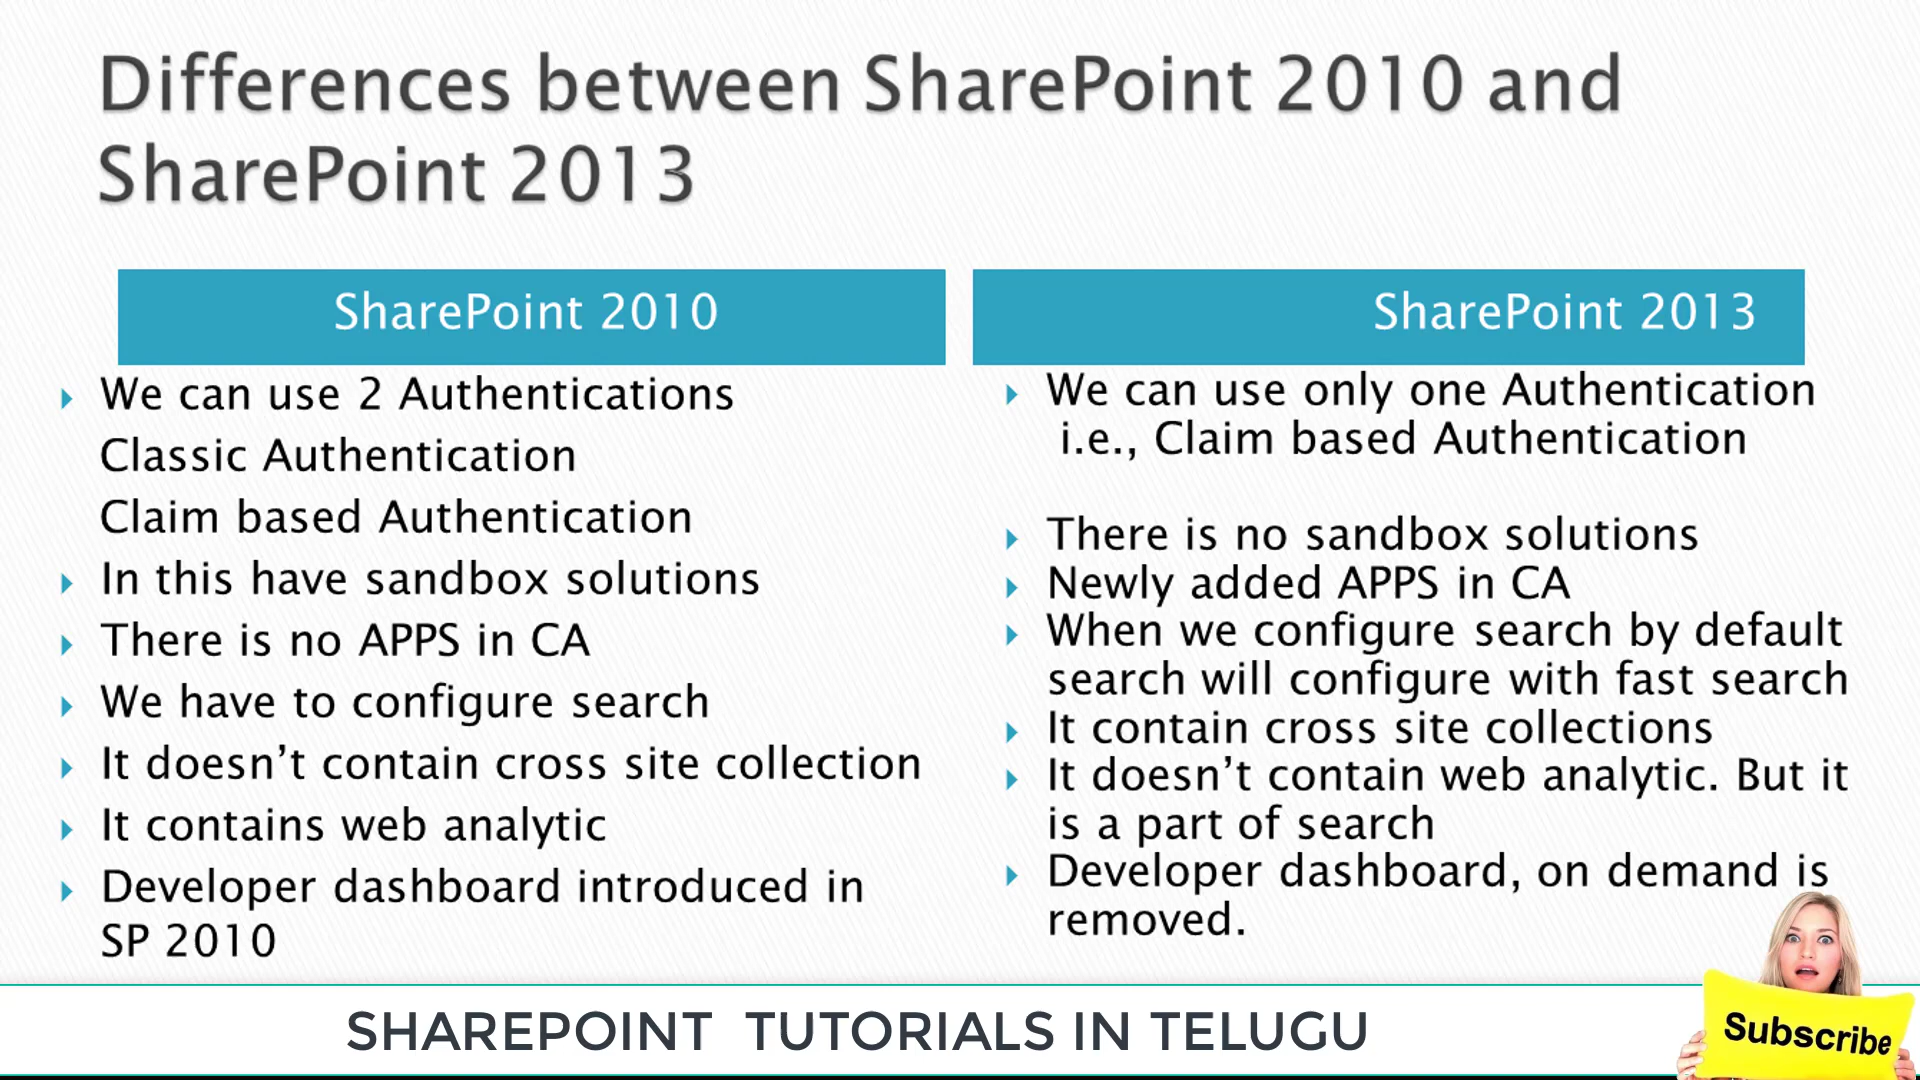 Differences between SharePoint 2010 and
SharePoint 2013
SharePoint 2010
We can use 2 Authentications
Classic Authentication
Claim based Authentication
In this have sandbox solutions
There is no APPS in CA
We have to configure search
It doesn’t contain cross site collection
It contains web analytic
Developer dashboard introduced in
SP 2010
SharePoint 2013
We can use only one Authentication
i.e., Claim based Authentication
There is no sandbox solutions
Newly added APPS in CA
When we configure search by default
search will configure with fast search
It contain cross site collections
It doesn’t contain web analytic. But it
is a part of search
Developer dashboard, on demand is
removed.
SHAREPOINT TUTORIALS IN TELUGU
Subscribe